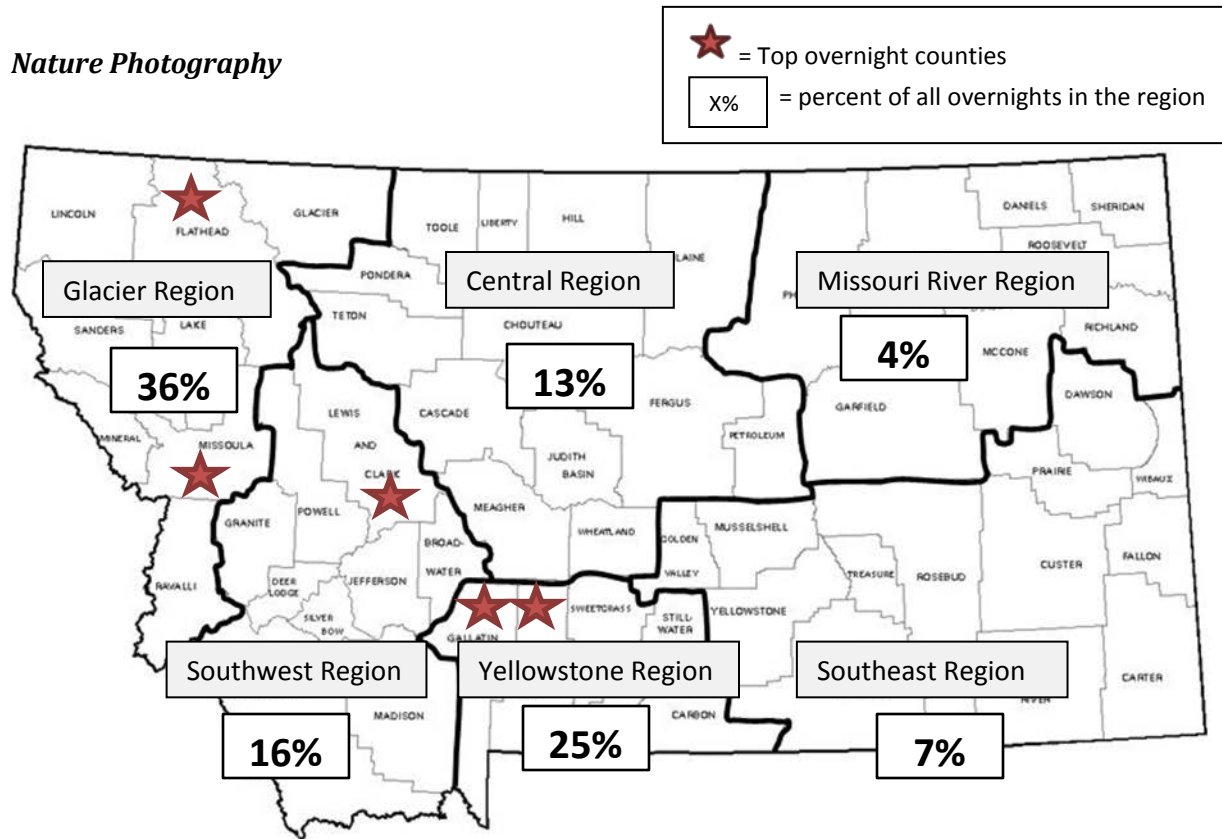 Nature Photography
= Top overnight counties
X% = percent of all overnights in the region
LINCOLN
FLATHEAD
GLACIER
TOOLE
LIBERTY
HILL
LAINE
DANIELS
SHERIDAN
ROOSEVELT
PONDERA
Glacier Region
Central Region
Missouri River Region
SANDERS
LAKE
TETON
CHOUTEAU
RICHLAND
MCCONE
36%
13%
4%
LEWIS
AND
CLARK
CASCADE
FERGUS
GARFIELD
DAWSON
MINERAL
MISSOULA
PETROLEUM
JUDITH
BASIN
PRAIRIE
WIBAUX
GRANITE
POWELL
MEAGHER
WHEATLAND
GOLDEN
VALLEY
MUSSELSHELL
BROAD-
WATER
RAVALLI
DEER
LODGE
JEFFERSON
SILVER
BOW
TREASURE
ROSEBUD
CUSTER
FALLON
GALLATIN
SWEETGRASS
STILL-
WATER
YELLOWSTONE
Southwest Region
Yellowstone Region
Southeast Region
CARTER
RIVER
MADISON
CARBON
16%
25%
7%